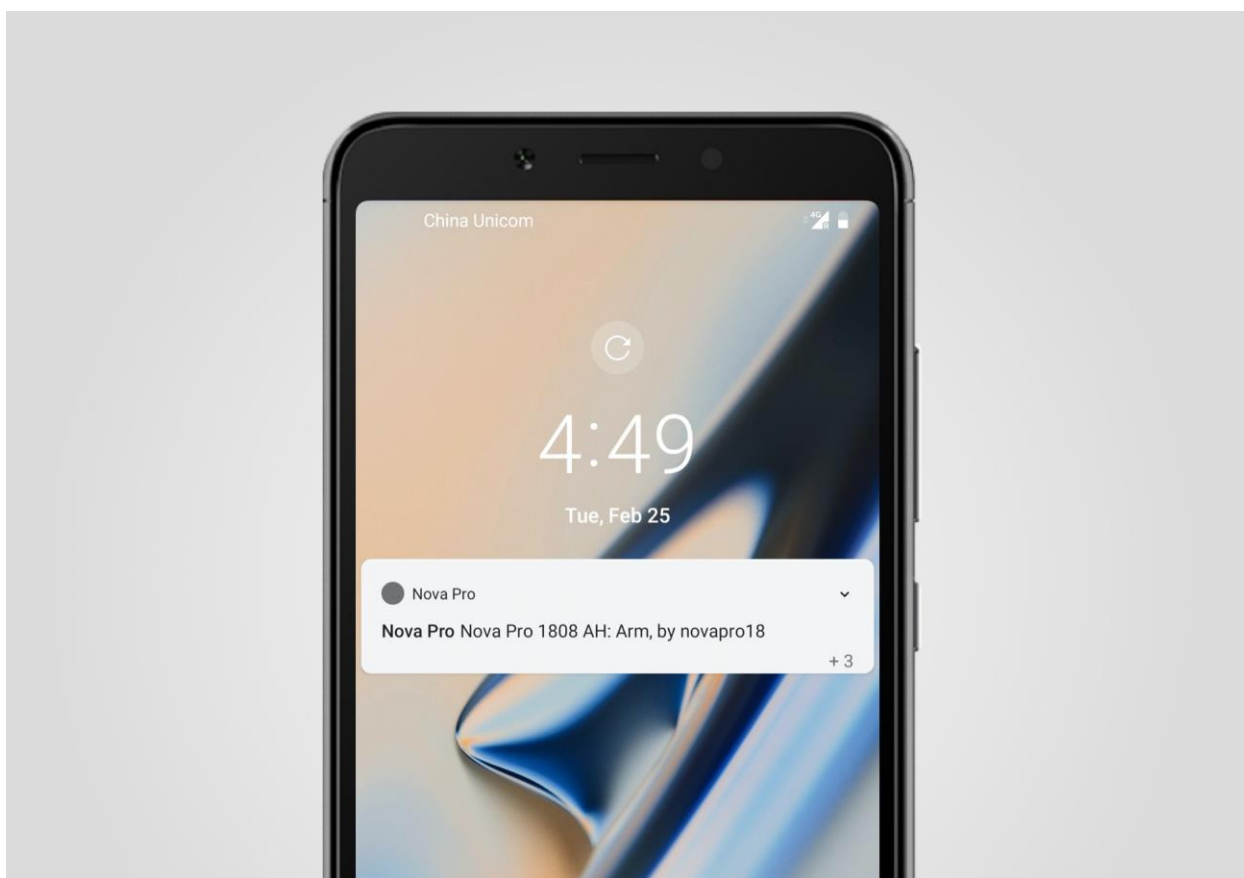 China Unicom
4G
R
4:49
Tue, Feb 25
Nova Pro
Nova Pro Nova Pro 1808 AH: Arm, by novapro18
+ 3